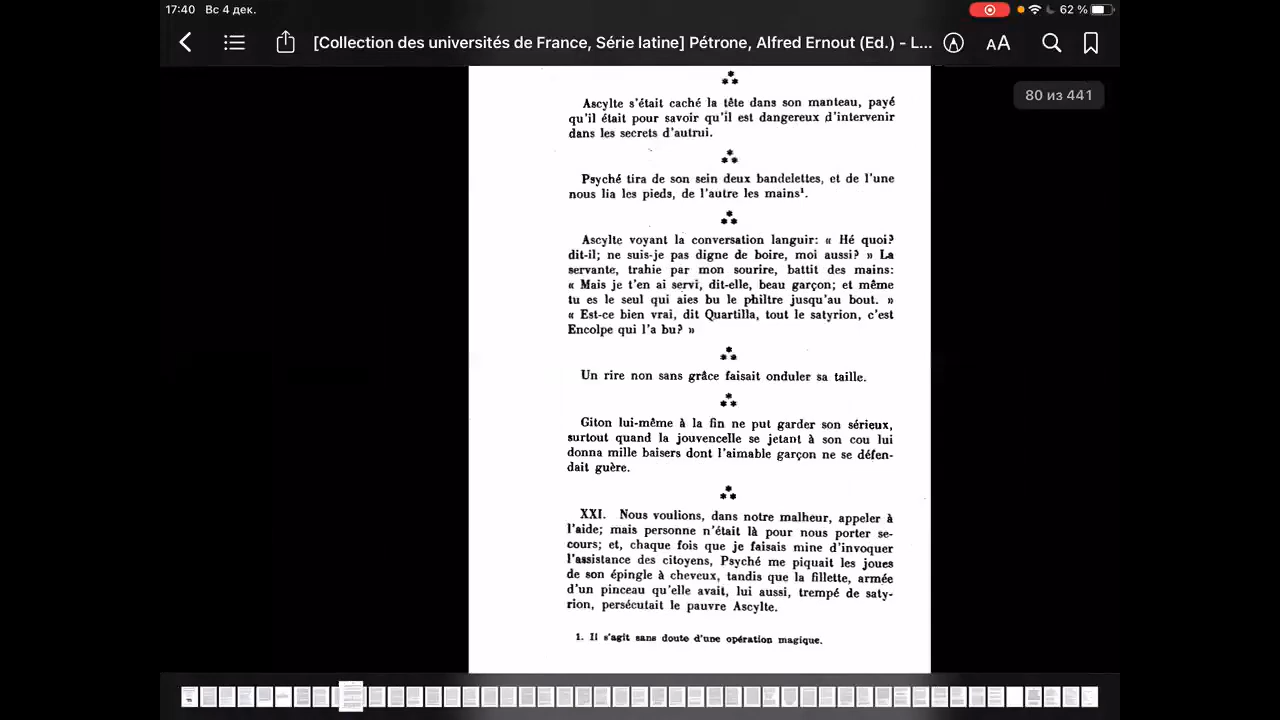 17:40 Вс 4 дек.
62 %
[Collection des universités de France, Série latine] Pétrone, Alfred Ernout (Ed.) - L...
AA
80 из 441
Ascylte s'était caché la tête dans son manteau, payé
qu'il était pour savoir qu'il est dangereux d'intervenir
dans les secrets d'autrui.
Psyché tira de son sein deux bandelettes, et de l'une
nous lia les pieds, de l'autre les mains¹.
Ascylte voyant la conversation languir: « Hé quoi?
dit-il; ne suis-je pas digne de boire, moi aussi? » La
servante, trahie par mon sourire, battit des mains:
« Mais je t'en ai servi, dit-elle, beau garçon; et même
tu es le seul qui aies bu le philtre jusqu'au bout. »
« Est-ce bien vrai, dit Quartilla, tout le satyrion, c'est
Encolpe qui l'a bu? »
Un rire non sans grâce faisait onduler sa taille.
Giton lui-même à la fin ne put garder son sérieux,
surtout quand la jouvencelle se jetant à son cou lui
donna mille baisers dont l'aimable garçon ne se défen-
dait guère.
XXI. Nous voulions, dans notre malheur, appeler à
l'aide; mais personne n'était là pour nous porter se-
cours; et, chaque fois que je faisais mine d'invoquer
l'assistance des citoyens, Psyché me piquait les joues
de son épingle à cheveux, tandis que la fillette, armée
d'un pinceau qu'elle avait, lui aussi, trempé de saty-
rion, persécutait le pauvre Ascylte.
1. Il s'agit sans doute d'une opération magique.